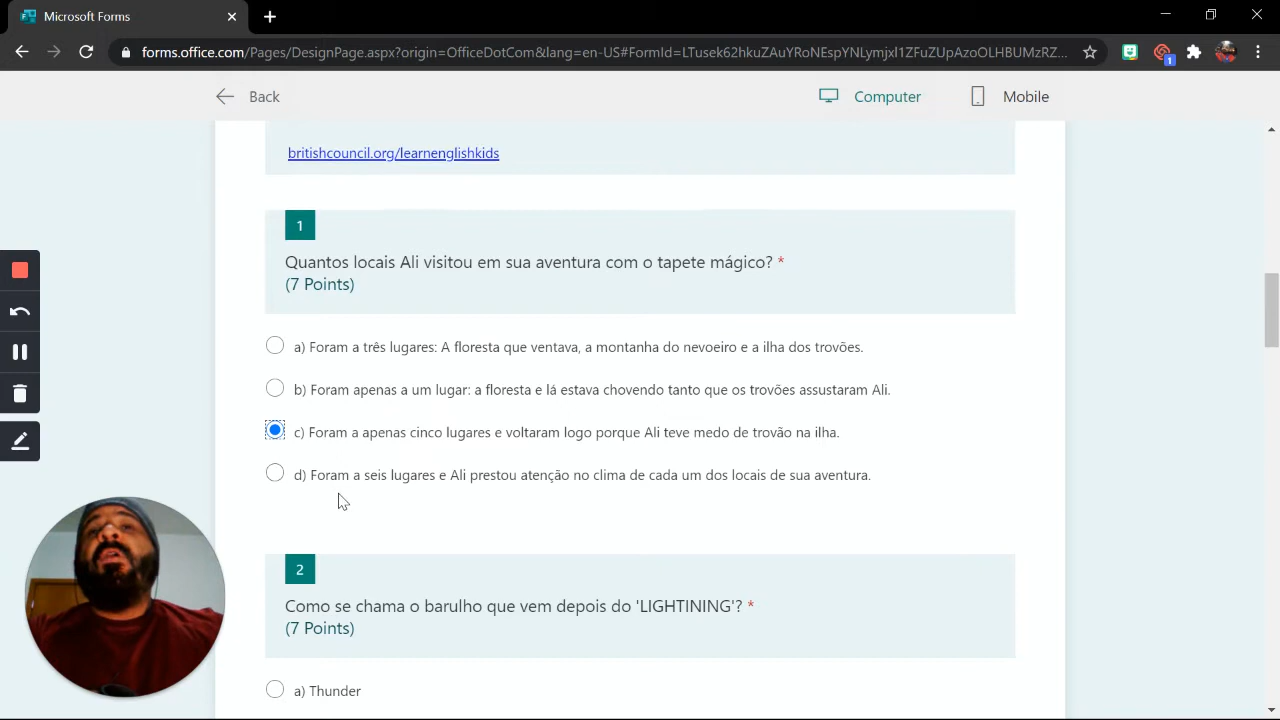 Microsoft Forms
forms.office.com/Pages/DesignPage.aspx?origin=OfficeDotCom&lang=en-US#FormId=LTusek62hkuZAuYRoNEspYNLymjxI1ZFuZUpAzoOLHBUMzRZ...
1
Back
Computer
Mobile
britishcouncil.org/learnenglishkids
1
Quantos locais Ali visitou em sua aventura com o tapete mágico? *
(7 Points)
a) Foram a três lugares: A floresta que ventava, a montanha do nevoeiro e a ilha dos trovões.
b) Foram apenas a um lugar: a floresta e lá estava chovendo tanto que os trovões assustaram Ali.
c) Foram a apenas cinco lugares e voltaram logo porque Ali teve medo de trovão na ilha.
d) Foram a seis lugares e Ali prestou atenção no clima de cada um dos locais de sua aventura.
2
Como se chama o barulho que vem depois do 'LIGHTINING'? *
(7 Points)
a) Thunder